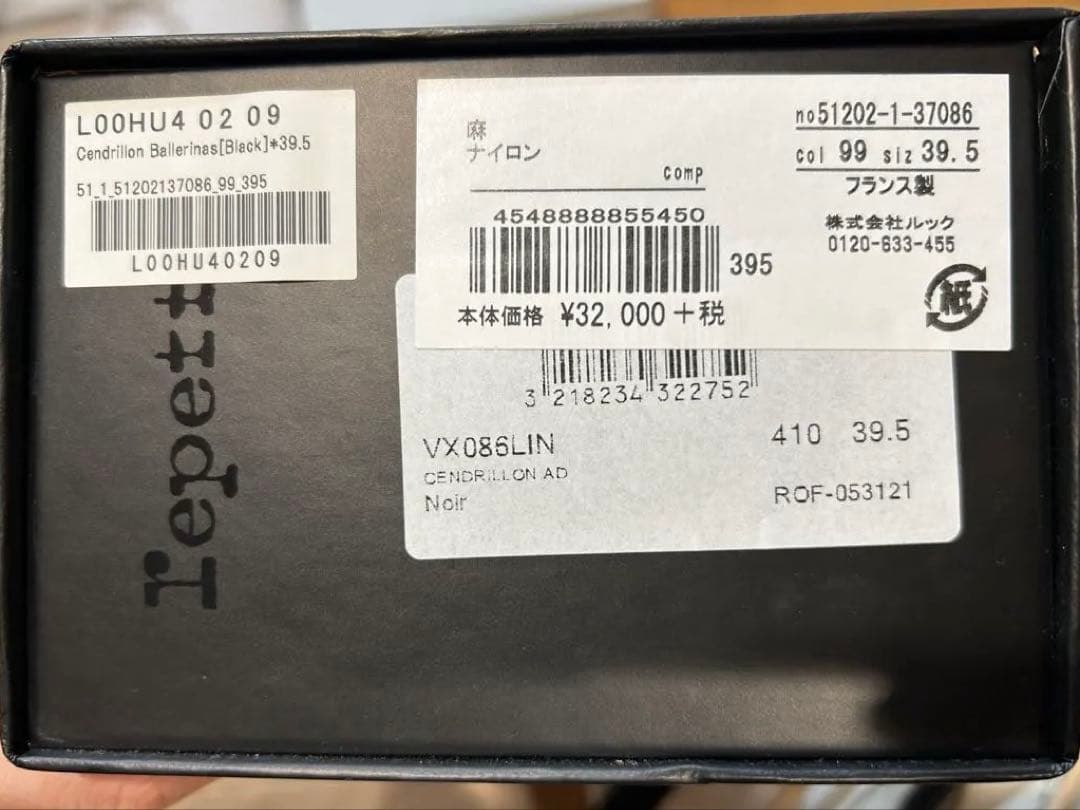 L00HU4 02 09
Cendrillon Ballerinas[Black]*39.5
51_1_51202137086_99_395
L00HU40209
麻
ナイロン
comp
4548888855450
395
本体価格 ¥32,000+税
no51202-1-37086
col 99 siz 39.5
フランス製
株式会社ルック
0120-633-455
紙
3 218234 322752
VX086LIN
410 39.5
CENDRILLON AD
Noir
ROF-053121
repett